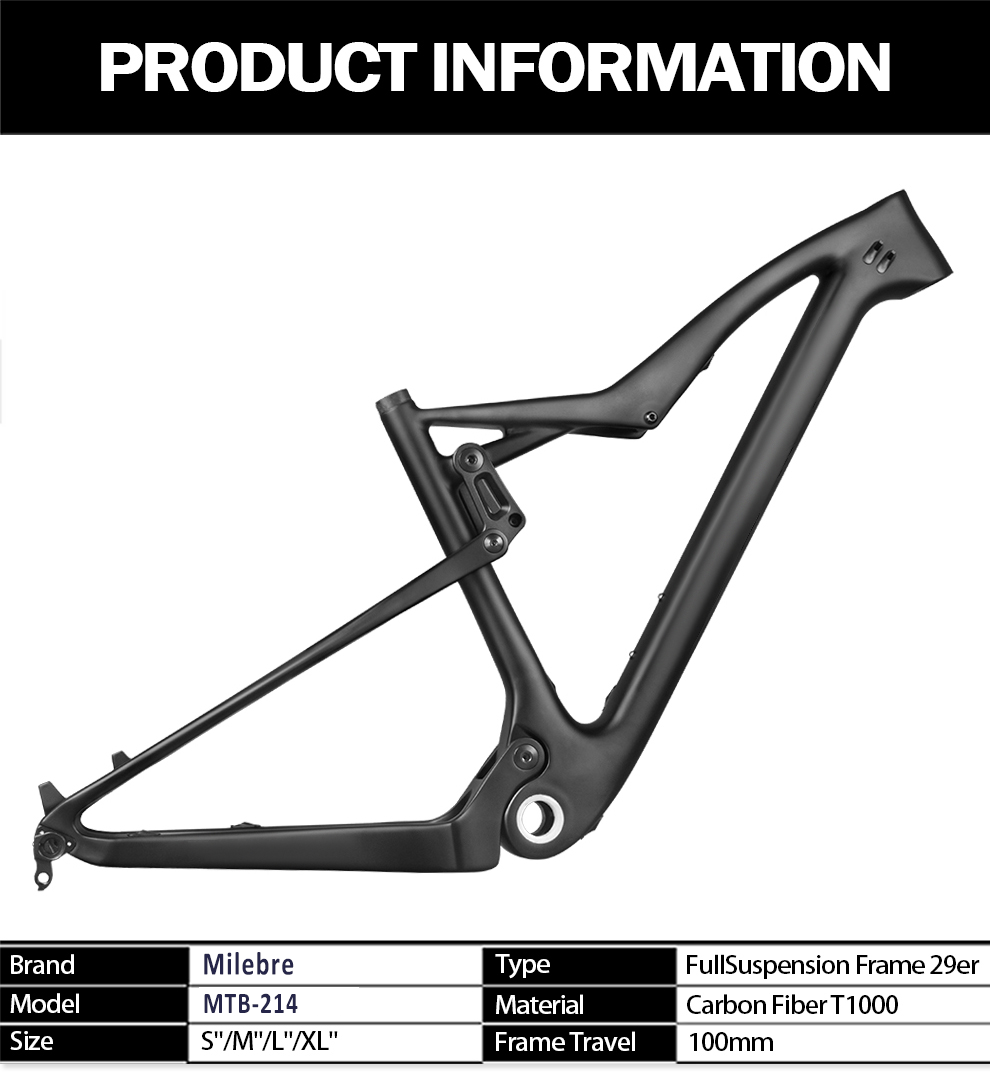 PRODUCT INFORMATION
Brand Milebre Type FullSuspension Frame 29er
Model MTB-214 Material Carbon Fiber T1000
Size S"/M"/L"/XL" Frame Travel 100mm